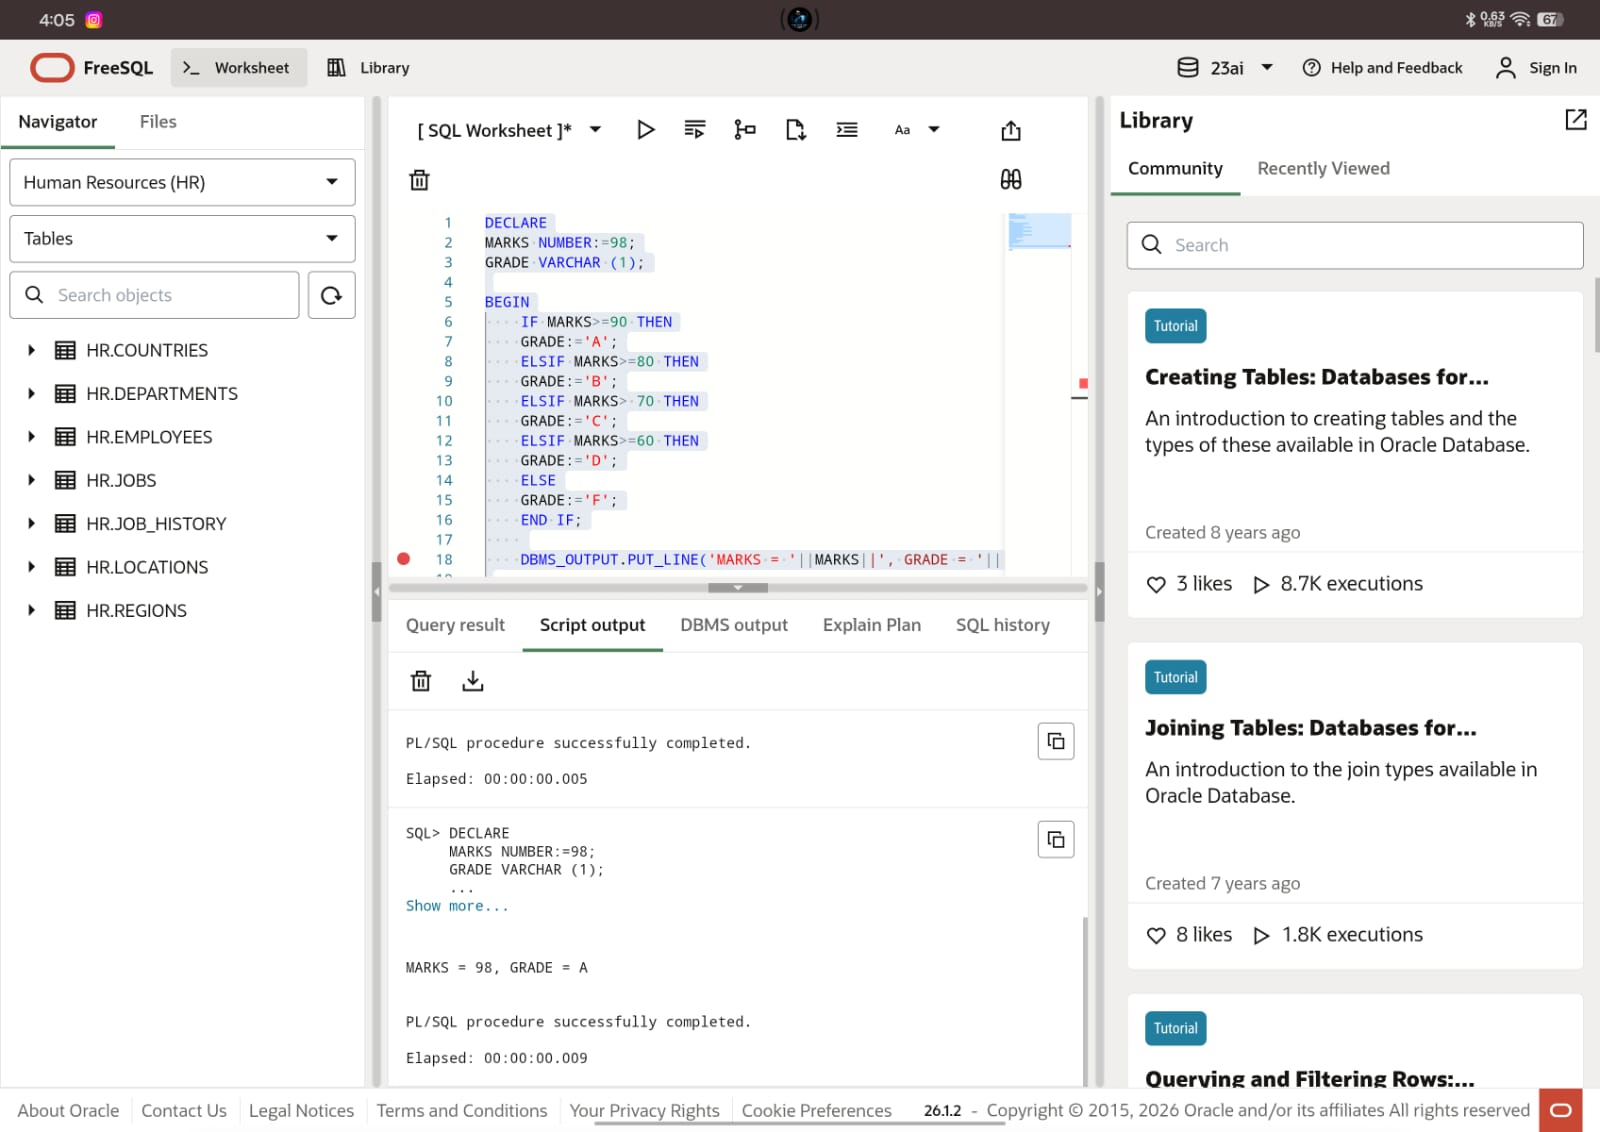 4:05
0.63 KB/S
67
FreeSQL
>_ Worksheet
Library
23ai
Help and Feedback
Sign In
Navigator
Files
Human Resources (HR)
Tables
Search objects
HR.COUNTRIES
HR.DEPARTMENTS
HR.EMPLOYEES
HR.JOBS
HR.JOB_HISTORY
HR.LOCATIONS
HR.REGIONS
[ SQL Worksheet ]*
Aa
1 DECLARE
2 MARKS NUMBER:=98;
3 GRADE VARCHAR (1);
4
5 BEGIN
6 IF MARKS>=90 THEN
7 GRADE:='A';
8 ELSIF MARKS>=80 THEN
9 GRADE:='B';
10 ELSIF MARKS> 70 THEN
11 GRADE:='C';
12 ELSIF MARKS>=60 THEN
13 GRADE:='D';
14 ELSE
15 GRADE:='F';
16 END IF;
17
18 DBMS_OUTPUT.PUT_LINE('MARKS = '||MARKS||', GRADE = '||
Query result
Script output
DBMS output
Explain Plan
SQL history
PL/SQL procedure successfully completed.
Elapsed: 00:00:00.005
SQL> DECLARE
MARKS NUMBER:=98;
GRADE VARCHAR (1);
...
Show more...
MARKS = 98, GRADE = A
PL/SQL procedure successfully completed.
Elapsed: 00:00:00.009
Library
Community
Recently Viewed
Search
Tutorial
Creating Tables: Databases for...
An introduction to creating tables and the
types of these available in Oracle Database.
Created 8 years ago
3 likes
8.7K executions
Tutorial
Joining Tables: Databases for...
An introduction to the join types available in
Oracle Database.
Created 7 years ago
8 likes
1.8K executions
Tutorial
Querying and Filtering Rows:...
About Oracle
Contact Us
Legal Notices
Terms and Conditions
Your Privacy Rights
Cookie Preferences
26.1.2 - Copyright © 2015, 2026 Oracle and/or its affiliates All rights reserved